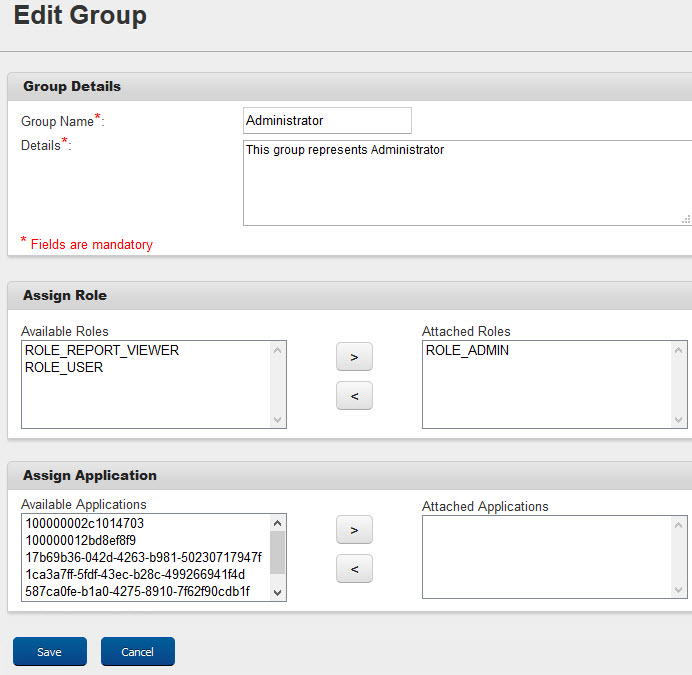 Edit Group
Group Details
Group Name*:
Administrator
Details*:
This group represents Administrator
* Fields are mandatory
Assign Role
Available Roles
Attached Roles
ROLE_REPORT_VIEWER
ROLE_USER
>
<
ROLE_ADMIN
Assign Application
Available Applications
Attached Applications
100000002c1014703
100000012bd8ef8f9
17b69b36-042d-4263-b981-50230717947f
1ca3a7ff-5fdf-43ec-b28c-499266941f4d
587ca0fe-b1a0-4275-8910-7f62f90cdb1f
>
<
Save
Cancel